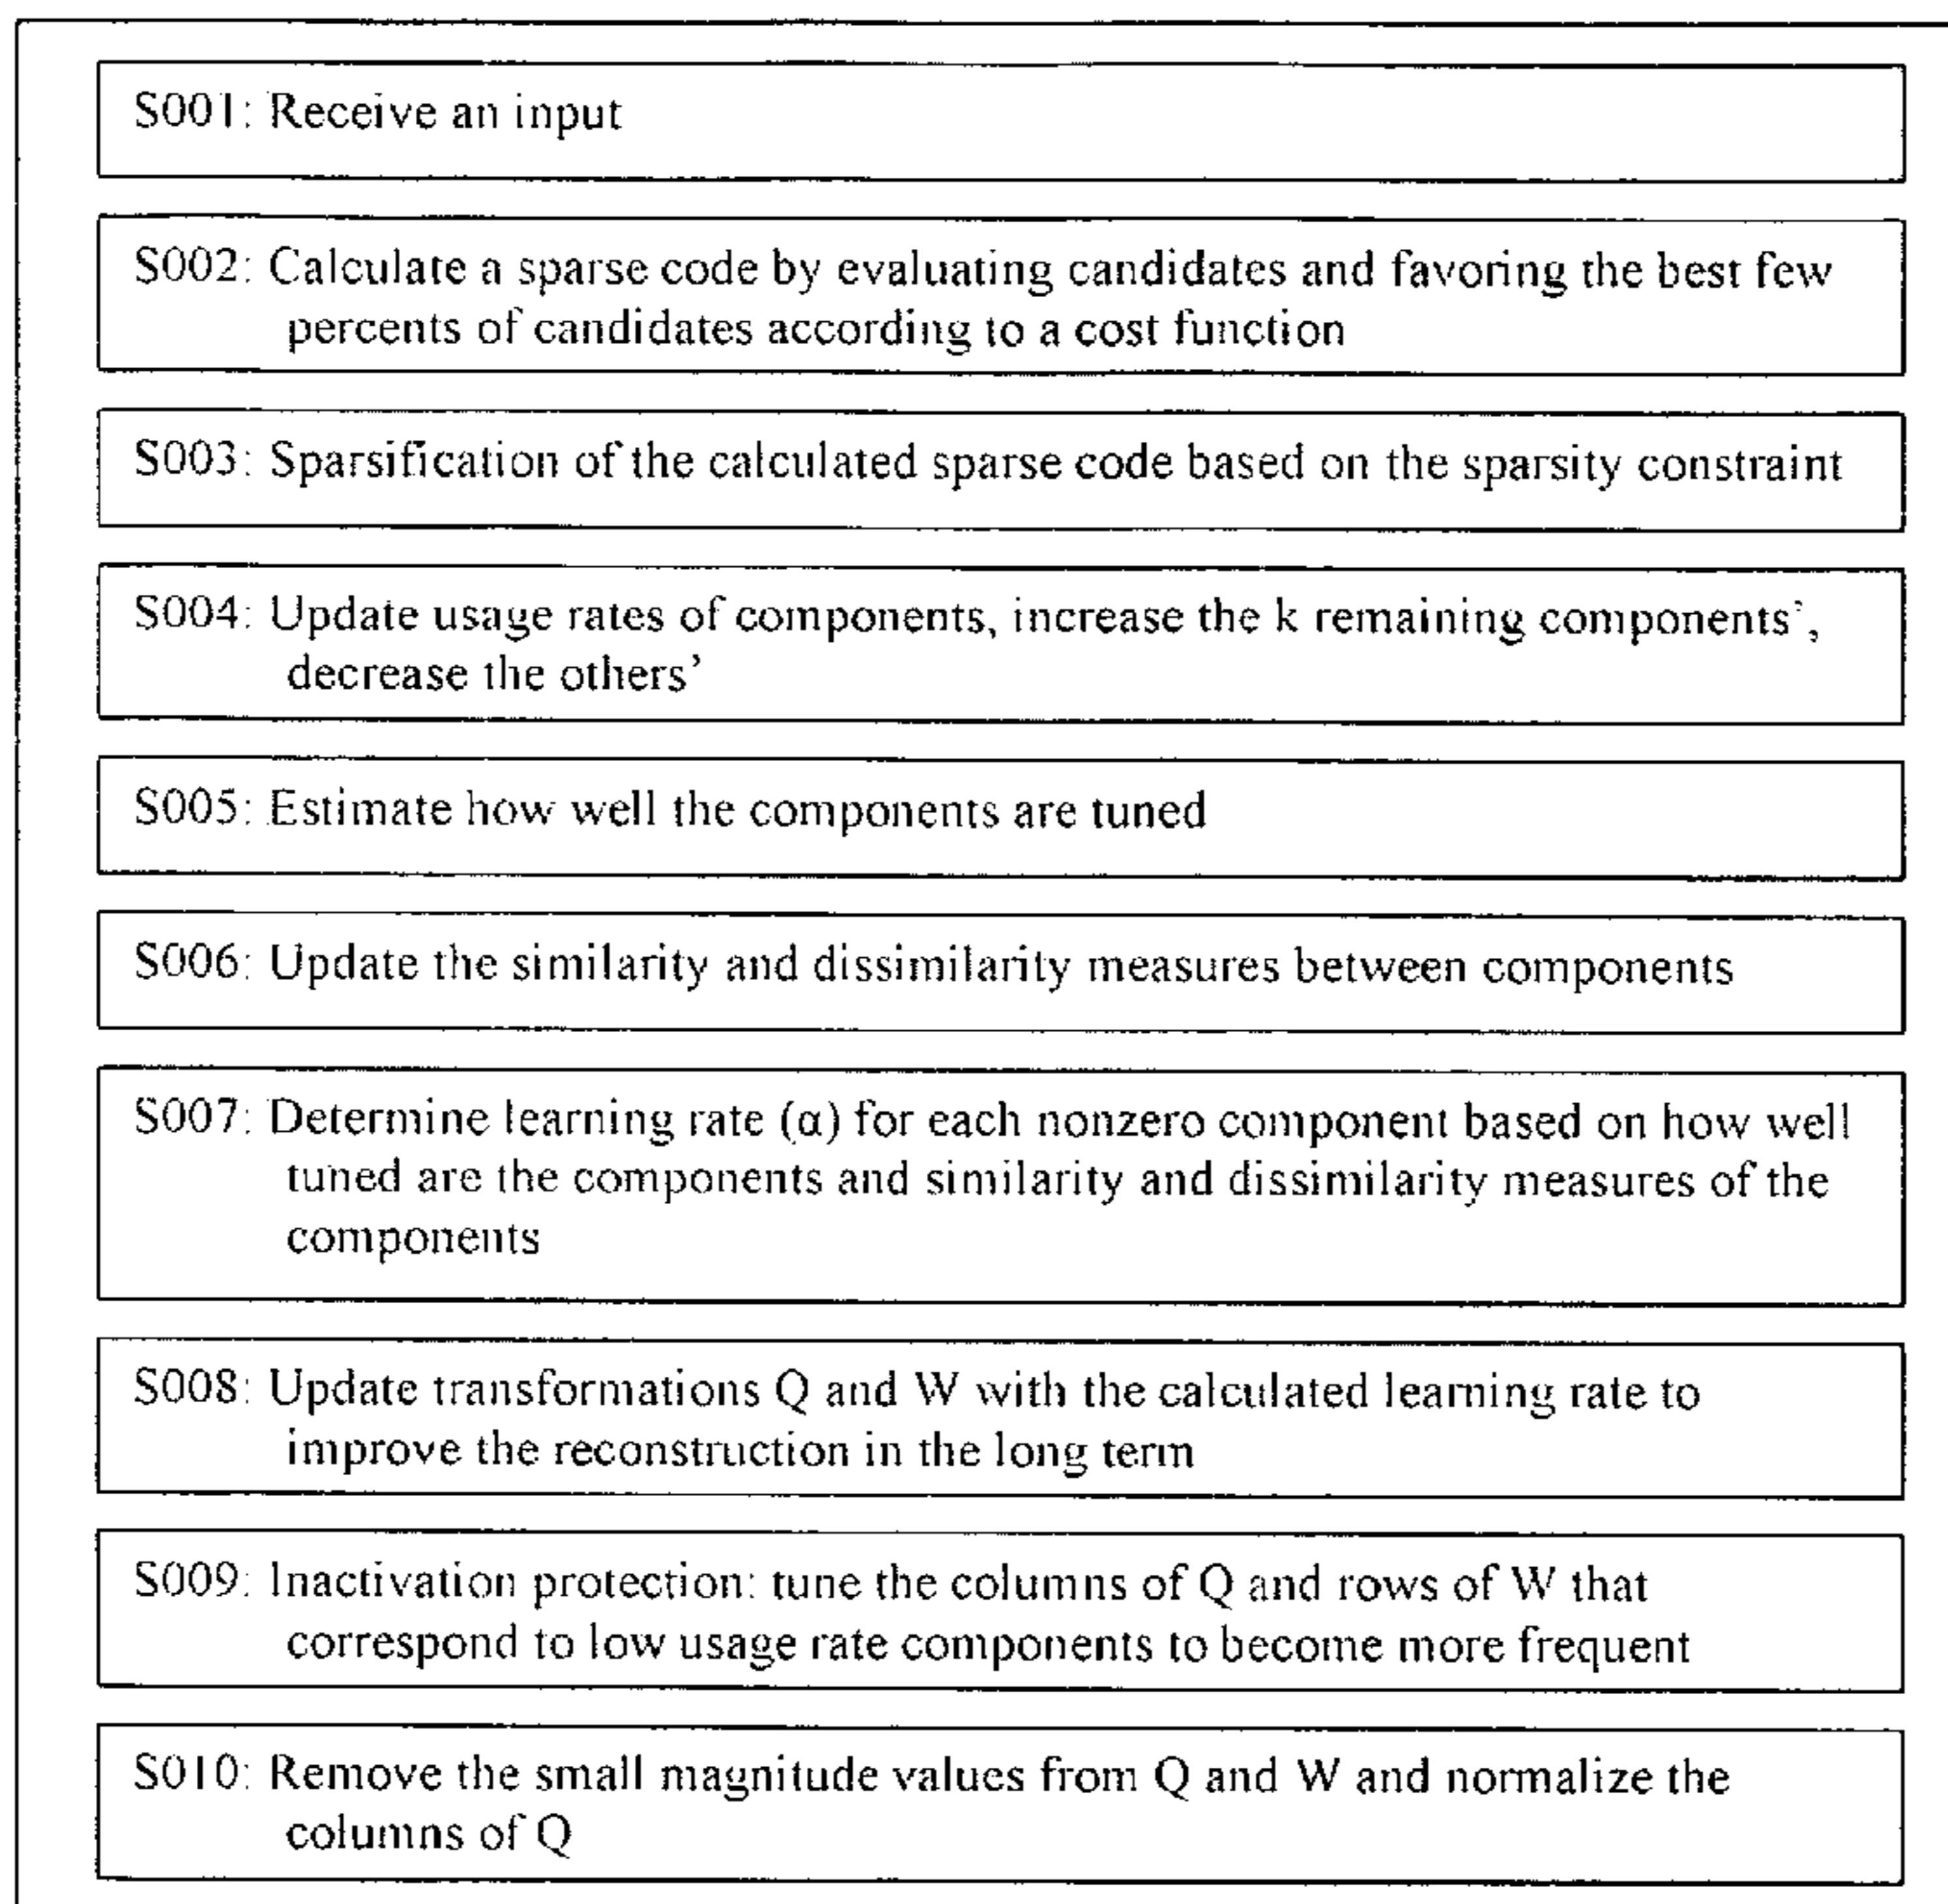 S001: Receive an input
S002: Calculate a sparse code by evaluating candidates and favoring the best few
percents of candidates according to a cost function
S003: Sparsification of the calculated sparse code based on the sparsity constraint
S004: Update usage rates of components, increase the k remaining components’,
decrease the others’
S005: Estimate how well the components are tuned
S006: Update the similarity and dissimilarity measures between components
S007: Determine learning rate (α) for each nonzero component based on how well
tuned are the components and similarity and dissimilarity measures of the
components
S008: Update transformations Q and W with the calculated learning rate to
improve the reconstruction in the long term
S009: Inactivation protection: tune the columns of Q and rows of W that
correspond to low usage rate components to become more frequent
S010: Remove the small magnitude values from Q and W and normalize the
columns of Q